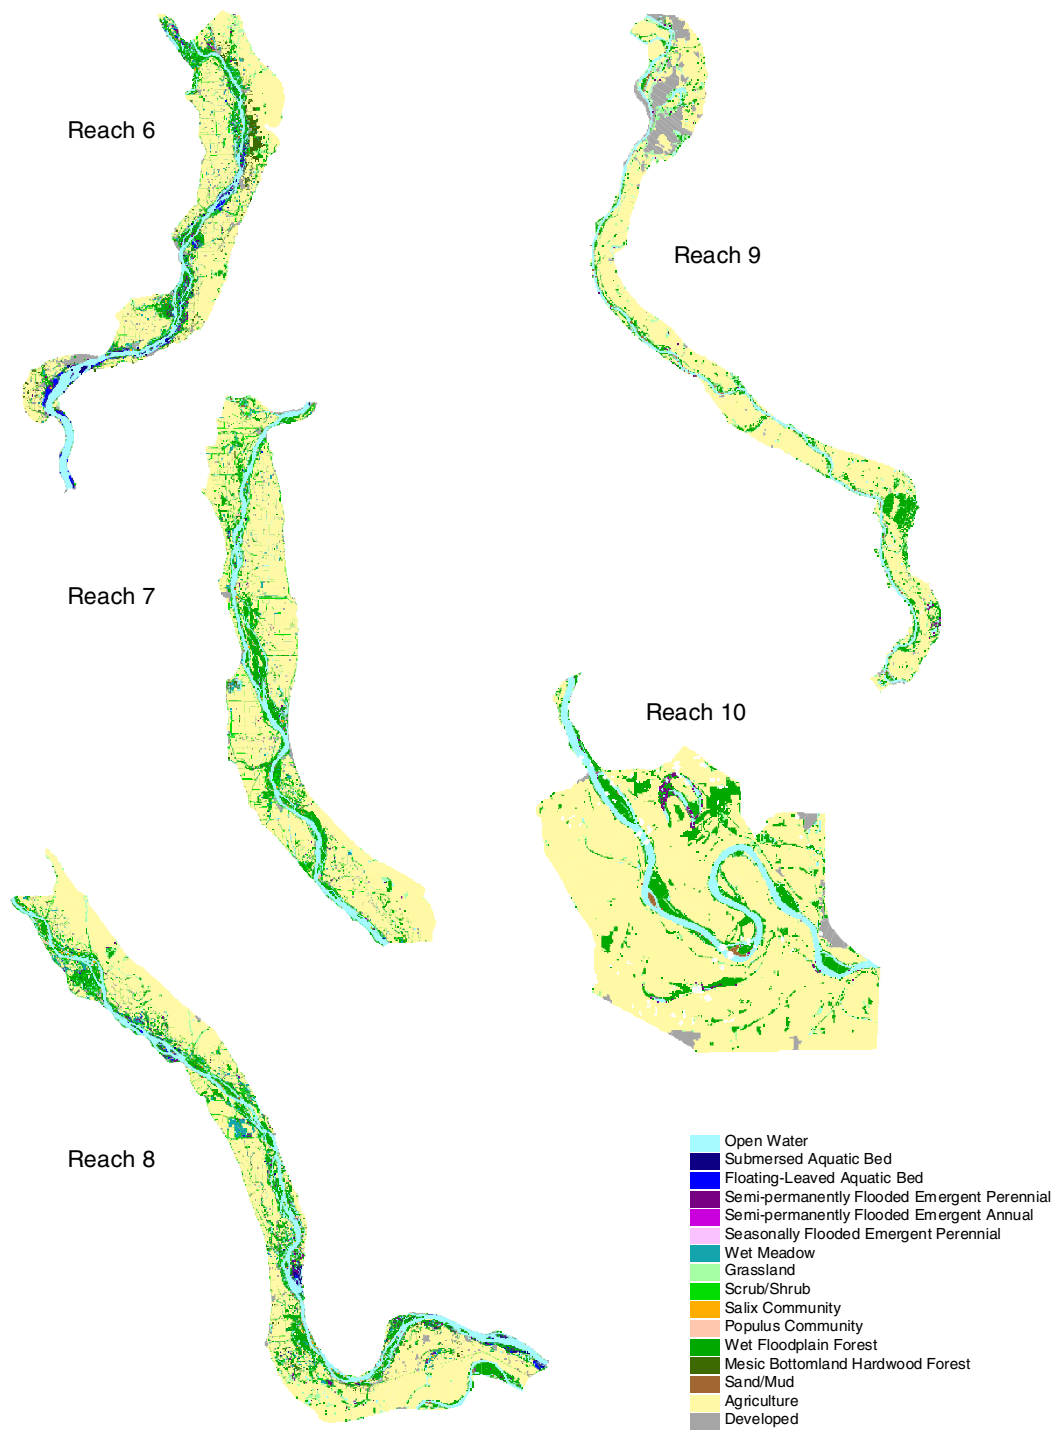 Reach 6
Reach 9
Reach 7
Reach 10
Reach 8
Open Water
Submersed Aquatic Bed
Floating-Leaved Aquatic Bed
Semi-permanently Flooded Emergent Perennial
Semi-permanently Flooded Emergent Annual
Seasonally Flooded Emergent Perennial
Wet Meadow
Grassland
Scrub/Shrub
Salix Community
Populus Community
Wet Floodplain Forest
Mesic Bottomland Hardwood Forest
Sand/Mud
Agriculture
Developed